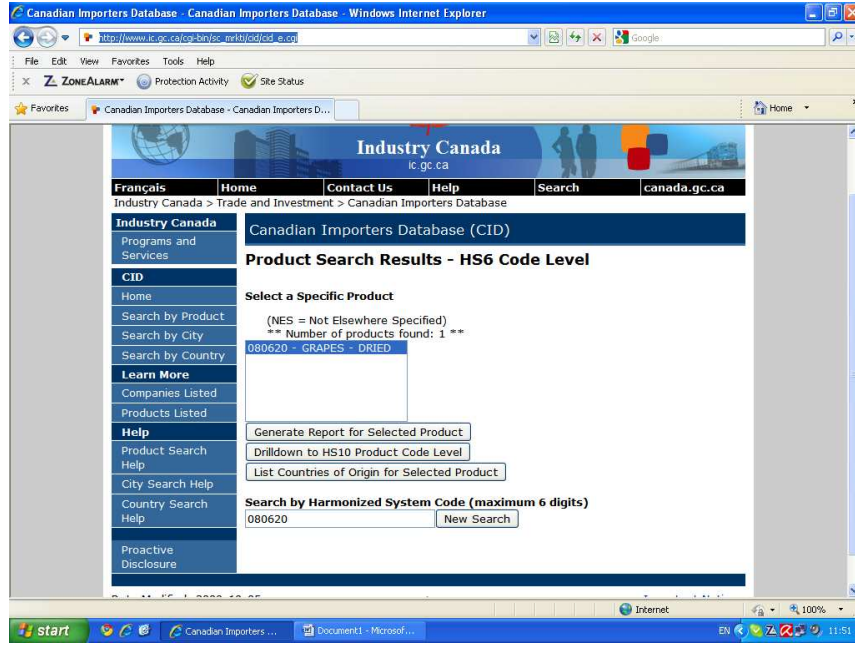 Canadian Importers Database - Canadian Importers Database - Windows Internet Explorer
http://www.ic.gc.ca/cgi-bin/sc_mrkti/cid/cid_e.cgi
Google
File Edit View Favorites Tools Help
x ZONEALARM Protection Activity Site Status
Favorites Canadian Importers Database - Canadian Importers D... Home
Industry Canada
ic.gc.ca
Français Home Contact Us Help Search canada.gc.ca
Industry Canada > Trade and Investment > Canadian Importers Database
Industry Canada
Programs and
Services
CID
Home
Search by Product
Search by City
Search by Country
Learn More
Companies Listed
Products Listed
Help
Product Search
Help
City Search Help
Country Search
Help
Proactive
Disclosure
Canadian Importers Database (CID)
Product Search Results - HS6 Code Level
Select a Specific Product
(NES = Not Elsewhere Specified)
** Number of products found: 1 **
080620 - GRAPES - DRIED
Generate Report for Selected Product
Drilldown to HS10 Product Code Level
List Countries of Origin for Selected Product
Search by Harmonized System Code (maximum 6 digits)
080620 New Search
Internet 100%
start Canadian Importers ... Document1 - Microsof... EN 11:51